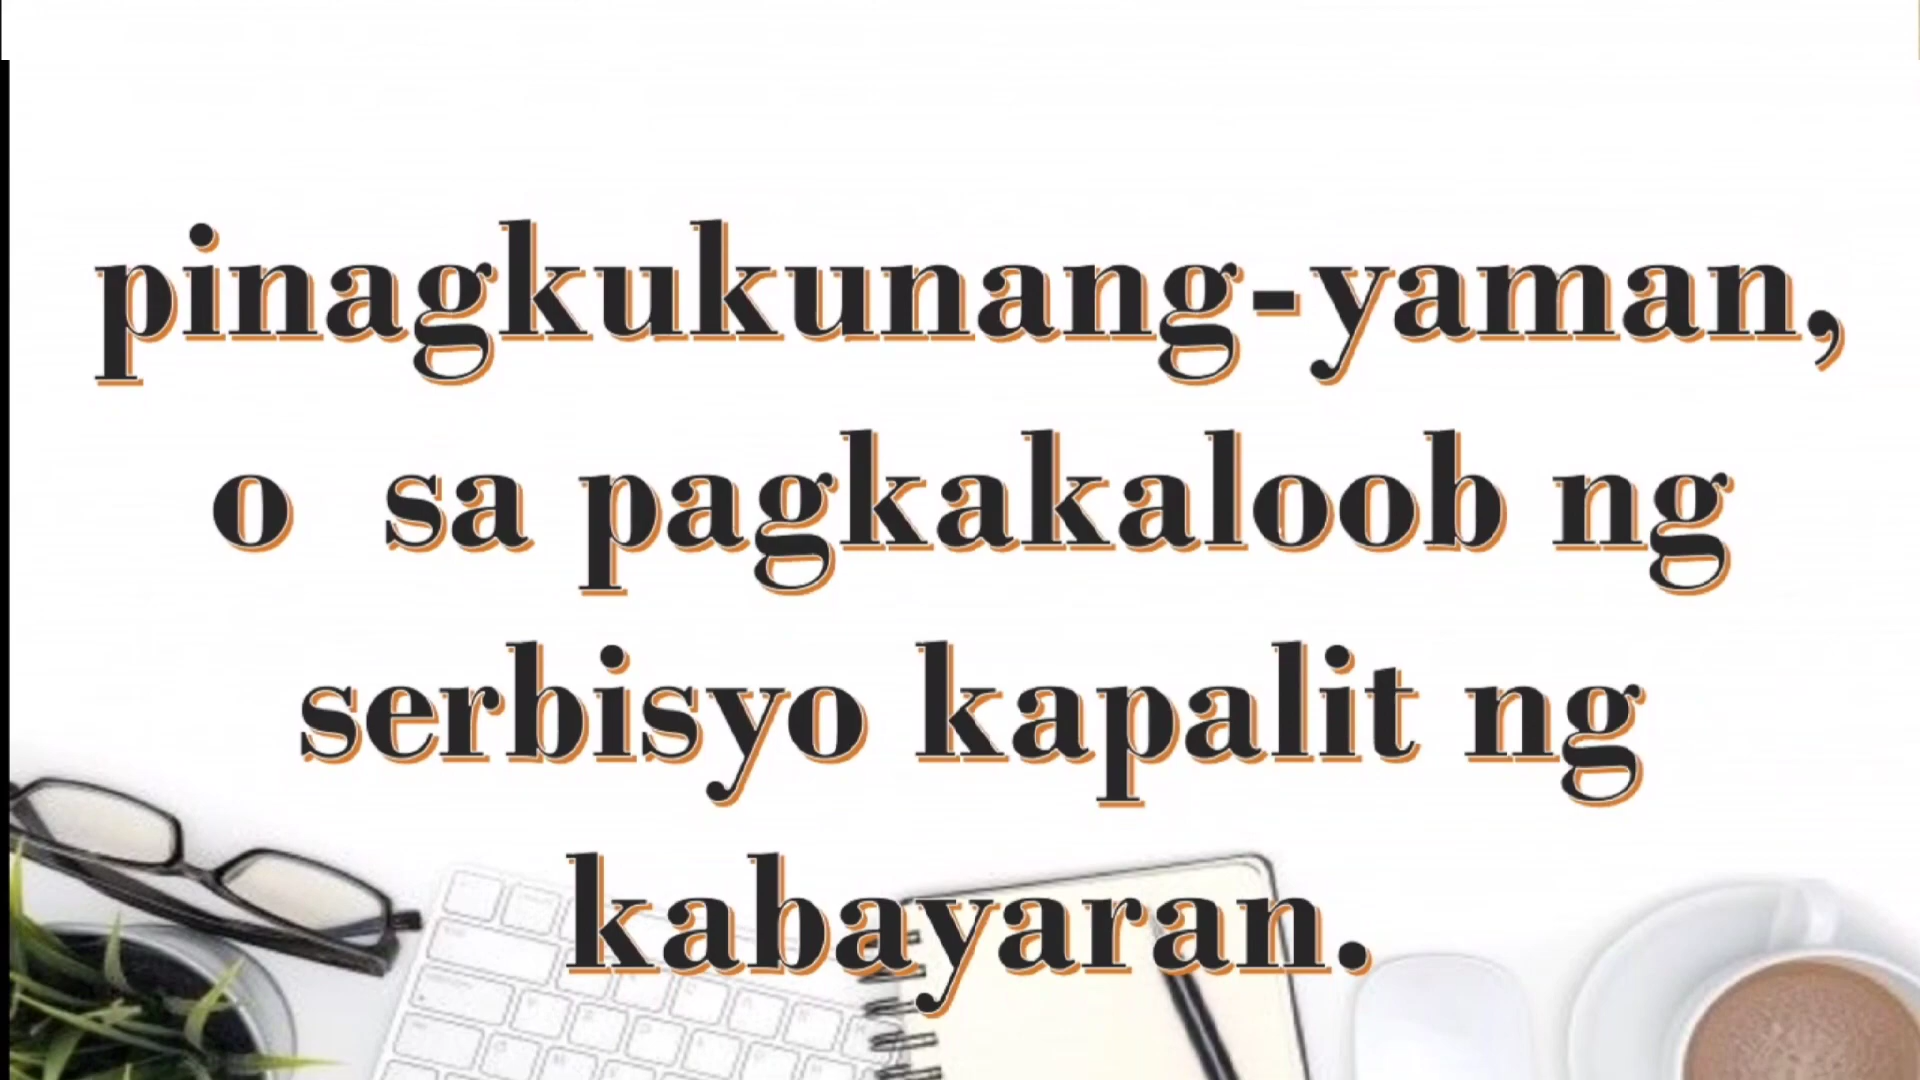 pinagkukunang-yaman,
o sa pagkakaloob ng
serbisyo kapalit ng
kabayaran.